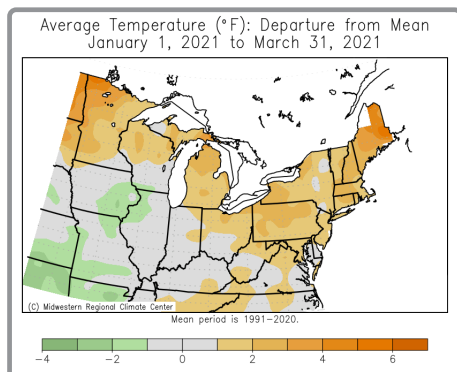 Average Temperature (°F): Departure from Mean
January 1, 2021 to March 31, 2021
(C) Midwestern Regional Climate Center
Mean period is 1991-2020.
-4 -2 0 2 4 6